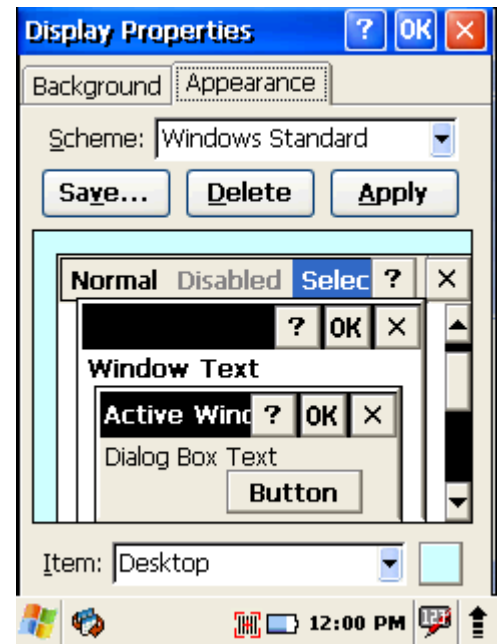 Display Properties ? OK ×
Background Appearance
Scheme: Windows Standard
Save... Delete Apply
Normal Disabled Selec ? ×
? OK ×
Window Text
Active Wind ? OK ×
Dialog Box Text
Button
Item: Desktop
12:00 PM 123